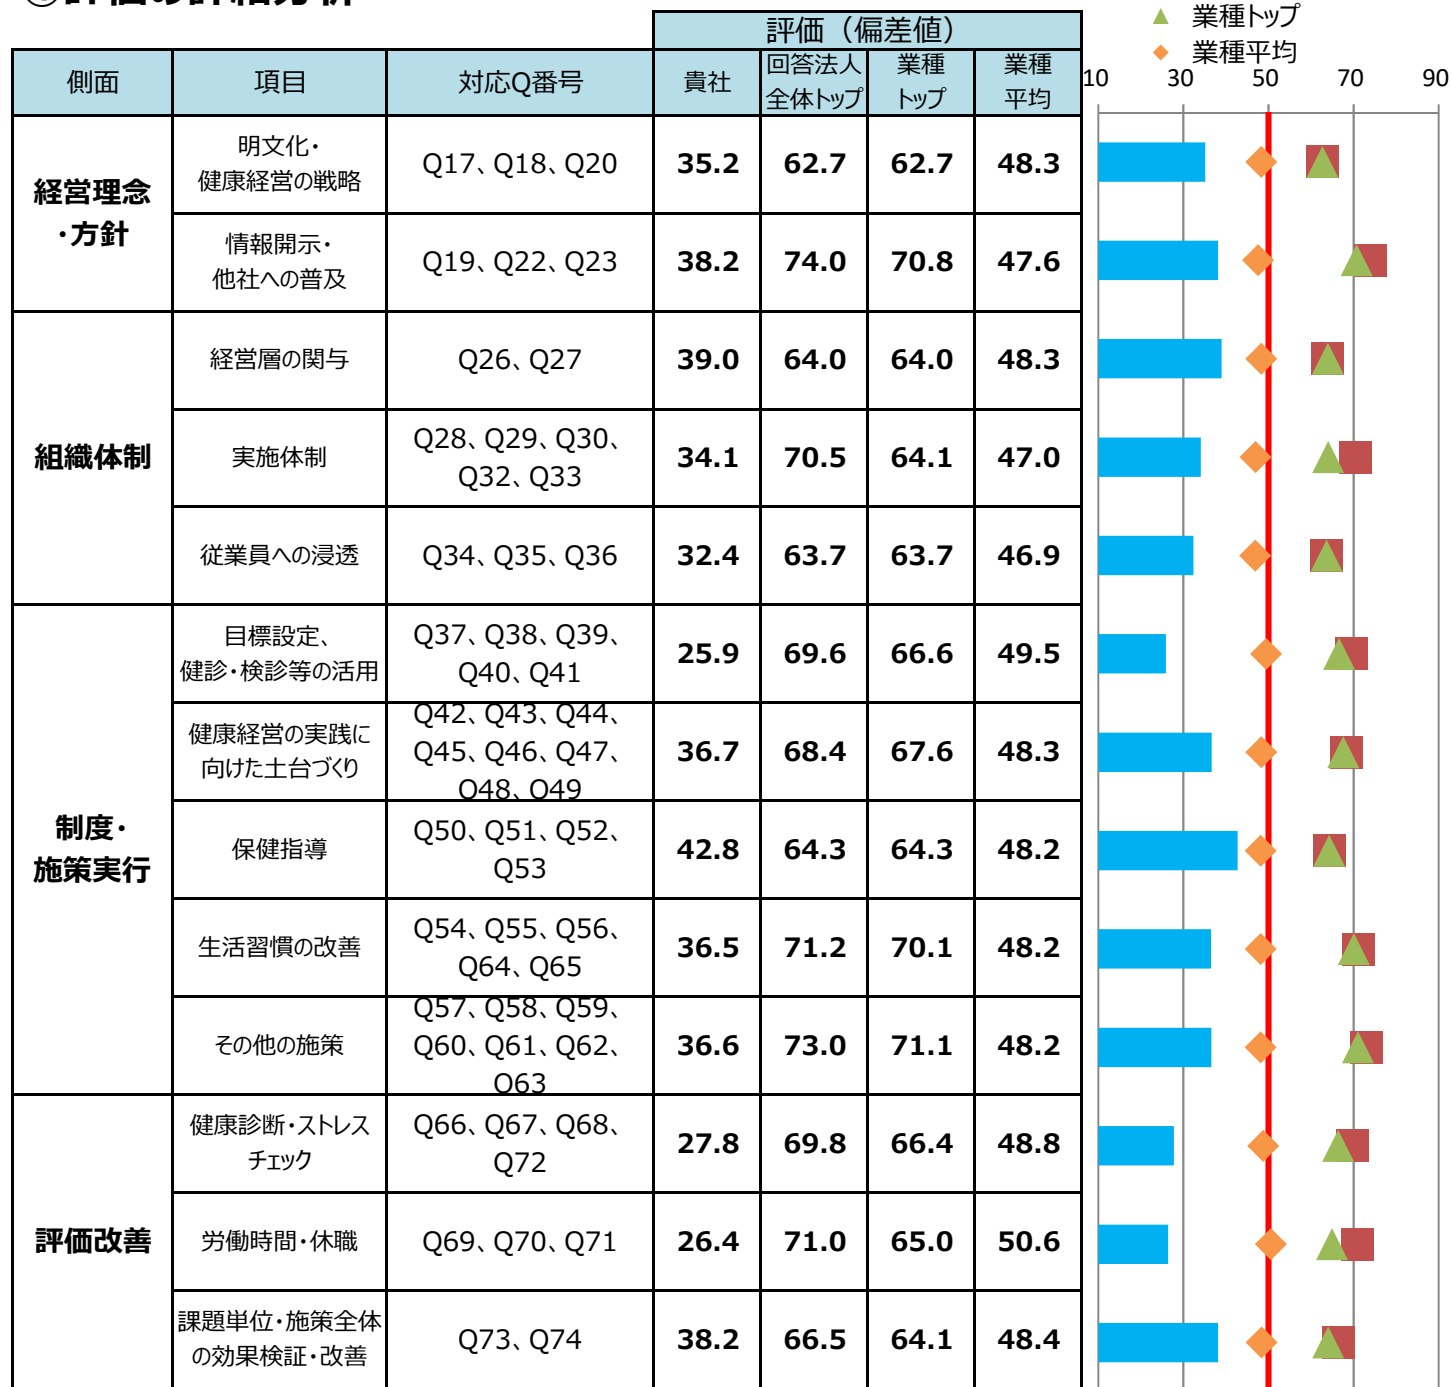 ①評価の詳細分析
▲ 業種トップ
◆ 業種平均
評価（偏差値）
側面 項目 対応Q番号 貴社 回答法人 業種 業種
全体トップ トップ 平均
10 30 50 70 90
経営理念
・方針
明文化・
健康経営の戦略
Q17、Q18、Q20 35.2 62.7 62.7 48.3
情報開示・
他社への普及
Q19、Q22、Q23 38.2 74.0 70.8 47.6
組織体制
経営層の関与 Q26、Q27 39.0 64.0 64.0 48.3
実施体制
Q28、Q29、Q30、
Q32、Q33
34.1 70.5 64.1 47.0
従業員への浸透 Q34、Q35、Q36 32.4 63.7 63.7 46.9
制度・
施策実行
目標設定、
健診・検診等の活用
Q37、Q38、Q39、
Q40、Q41
25.9 69.6 66.6 49.5
健康経営の実践に
向けた土台づくり
Q42、Q43、Q44、
Q45、Q46、Q47、
Q48、Q49
36.7 68.4 67.6 48.3
保健指導
Q50、Q51、Q52、
Q53
42.8 64.3 64.3 48.2
生活習慣の改善
Q54、Q55、Q56、
Q64、Q65
36.5 71.2 70.1 48.2
その他の施策
Q57、Q58、Q59、
Q60、Q61、Q62、
Q63
36.6 73.0 71.1 48.2
評価改善
健康診断・ストレス
チェック
Q66、Q67、Q68、
Q72
27.8 69.8 66.4 48.8
労働時間・休職 Q69、Q70、Q71 26.4 71.0 65.0 50.6
課題単位・施策全体
の効果検証・改善
Q73、Q74 38.2 66.5 64.1 48.4